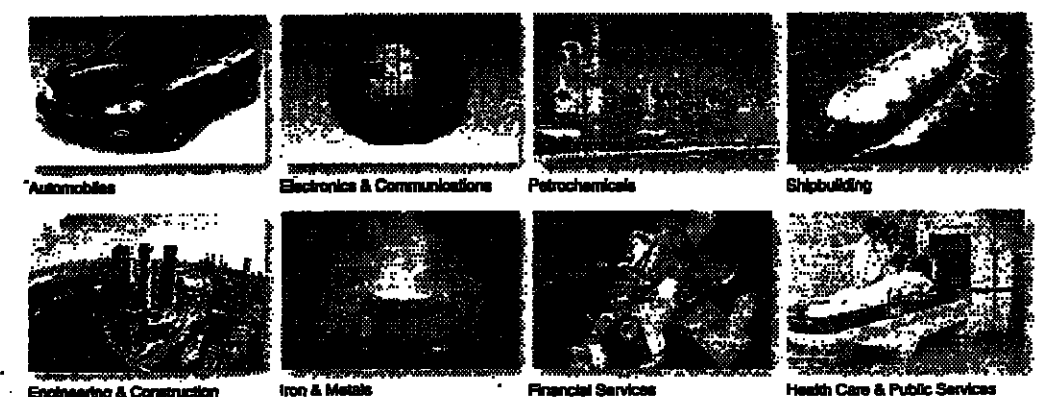 Automobiles
Electronics & Communications
Petrochemicals
Shipbuilding
Engineering & Construction
Iron & Metals
Financial Services
Health Care & Public Services